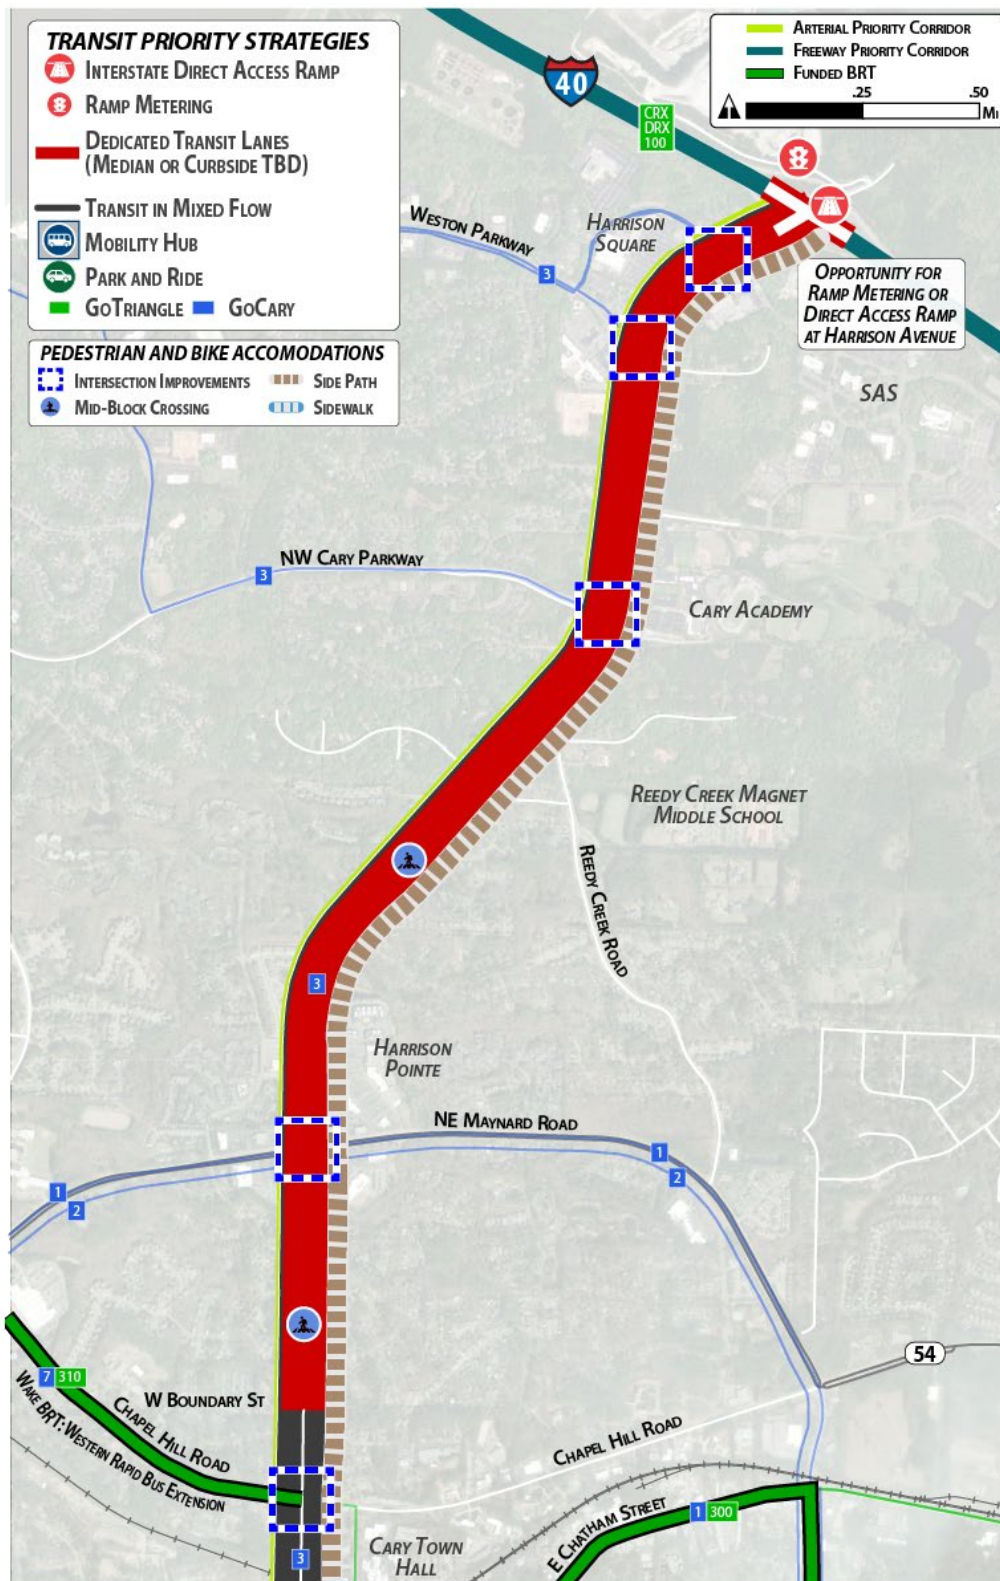 TRANSIT PRIORITY STRATEGIES
INTERSTATE DIRECT ACCESS RAMP
RAMP METERING
DEDICATED TRANSIT LANES
(MEDIAN OR CURBSIDE TBD)
TRANSIT IN MIXED FLOW
MOBILITY HUB
PARK AND RIDE
GOTRIANGLE GOCARY
PEDESTRIAN AND BIKE ACCOMODATIONS
INTERSECTION IMPROVEMENTS SIDE PATH
MID-BLOCK CROSSING SIDEWALK
ARTERIAL PRIORITY CORRIDOR
FREEWAY PRIORITY CORRIDOR
FUNDED BRT
.25 .50
MI
40
CRX
DRX
100
WESTON PARKWAY
3
HARRISON
SQUARE
OPPORTUNITY FOR
RAMP METERING OR
DIRECT ACCESS RAMP
AT HARRISON AVENUE
SAS
NW CARY PARKWAY
3
CARY ACADEMY
REEDY CREEK MAGNET
MIDDLE SCHOOL
REEDY CREEK ROAD
3
HARRISON
POINTE
NE MAYNARD ROAD
1
2
1
2
54
7 310
W BOUNDARY ST
CHAPEL HILL ROAD
WAKE BRT: WESTERN RAPID BUS EXTENSION
CHAPEL HILL ROAD
E CHATHAM STREET
1 300
3
CARY TOWN
HALL